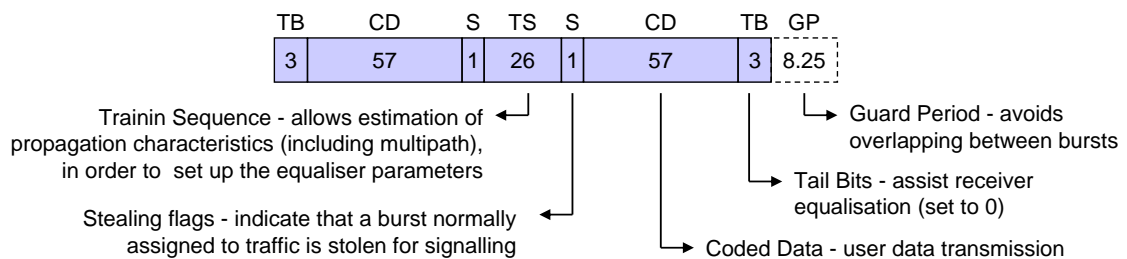 TB CD S TS S CD TB GP
3 57 1 26 1 57 3 8.25
Trainin Sequence - allows estimation of
propagation characteristics (including multipath),
in order to set up the equaliser parameters
Guard Period - avoids
overlapping between bursts
Tail Bits - assist receiver
equalisation (set to 0)
Stealing flags - indicate that a burst normally
assigned to traffic is stolen for signalling
Coded Data - user data transmission